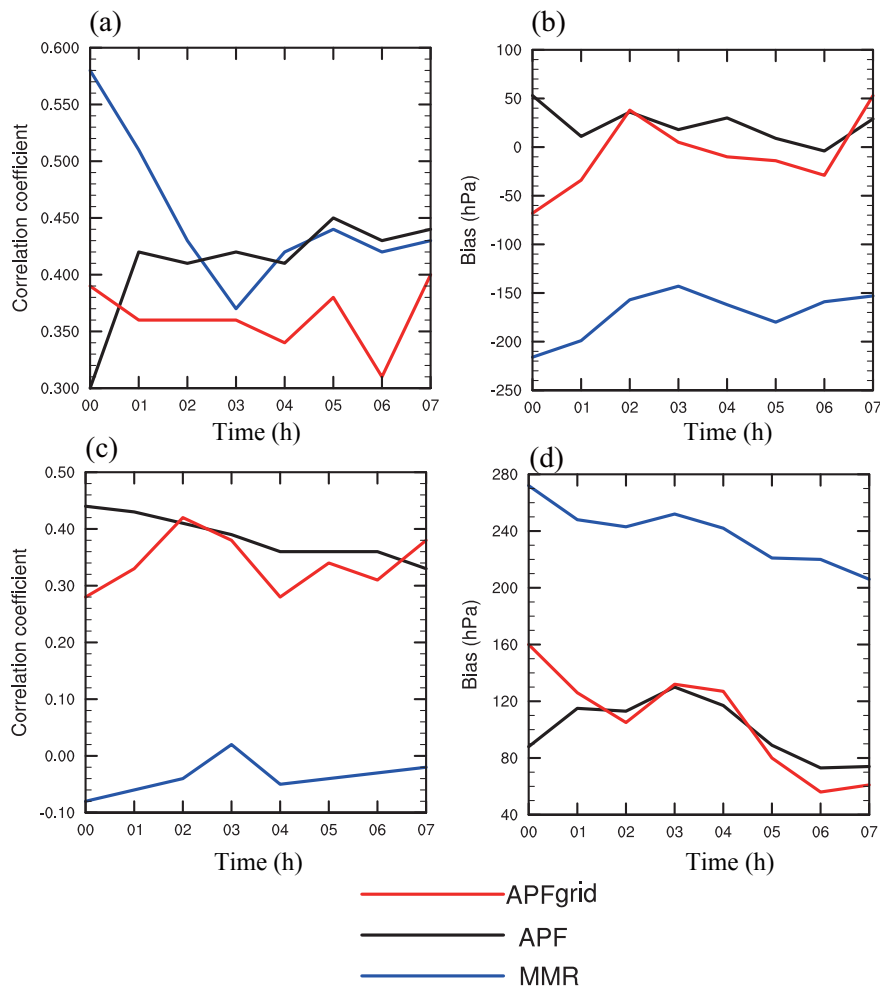 (a)
0.600
0.550
0.500
0.450
0.400
0.350
0.300
Correlation coefficient
00 01 02 03 04 05 06 07
Time (h)
(b)
100
50
0
-50
-100
-150
-200
-250
Bias (hPa)
00 01 02 03 04 05 06 07
Time (h)
(c)
0.50
0.40
0.30
0.20
0.10
0.00
-0.10
Correlation coefficient
00 01 02 03 04 05 06 07
Time (h)
(d)
280
240
200
160
120
80
40
Bias (hPa)
00 01 02 03 04 05 06 07
Time (h)
APFgrid
APF
MMR